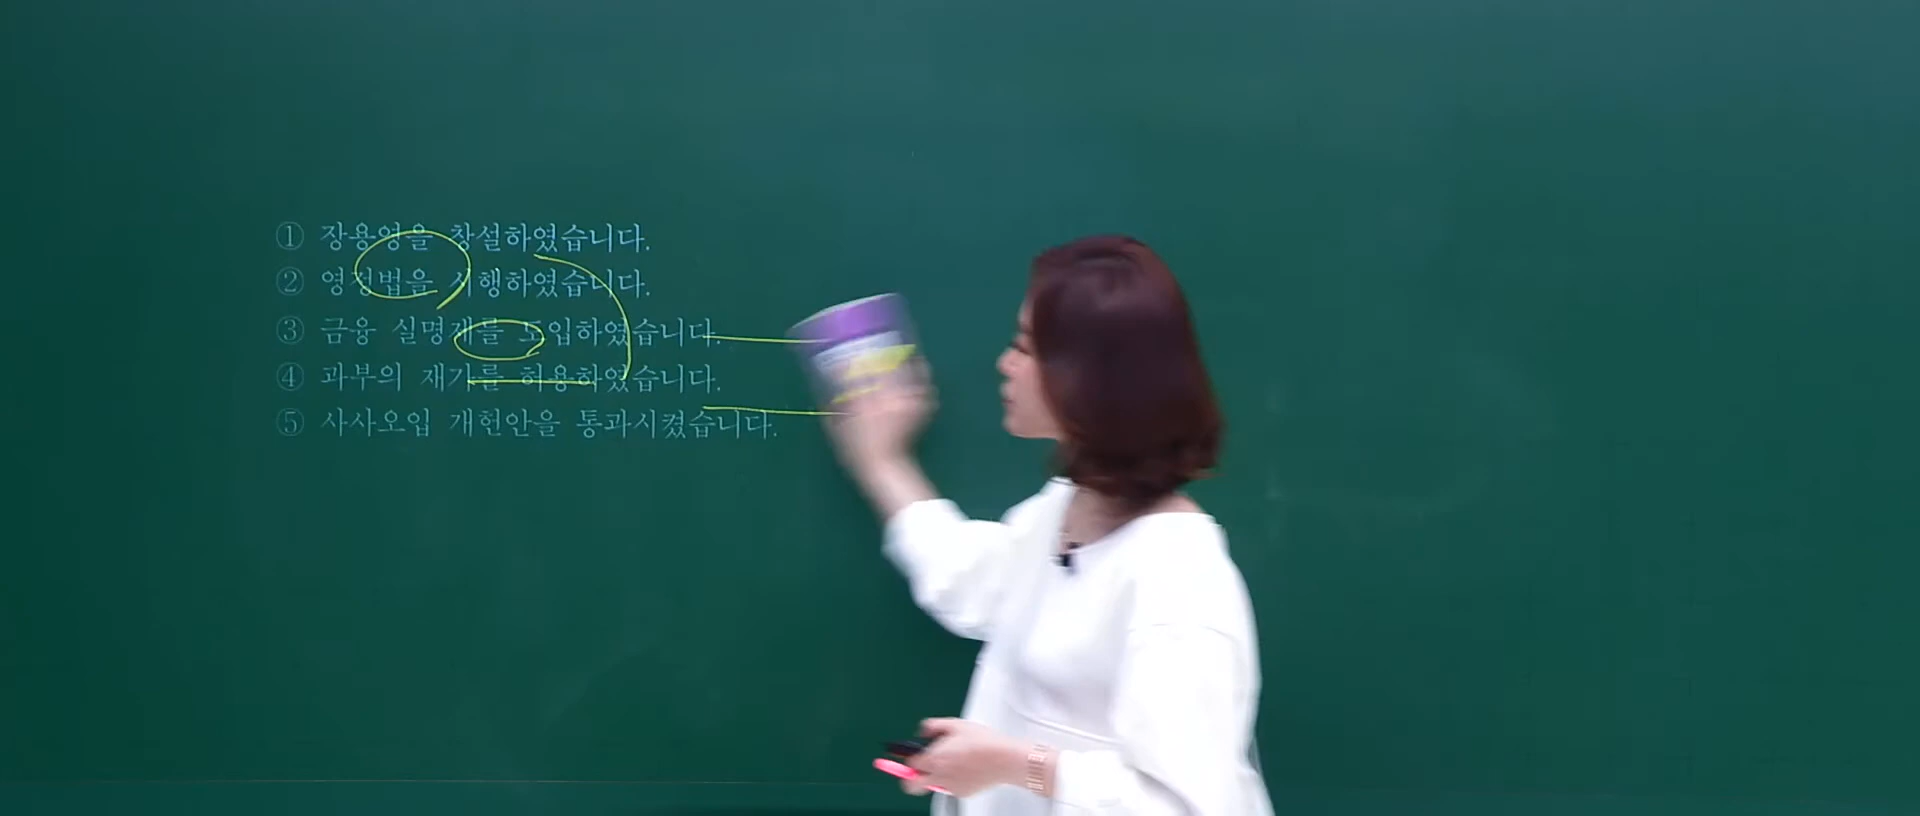 ① 장용영을 창설하였습니다.
② 영정법을 시행하였습니다.
③ 금융 실명제를 도입하였습니다.
④ 과부의 재가를 허용하였습니다.
⑤ 사사오입 개헌안을 통과시켰습니다.